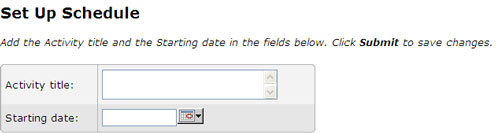 Set Up Schedule
Add the Activity title and the Starting date in the fields below. Click Submit to save changes.
Activity title:
Starting date: